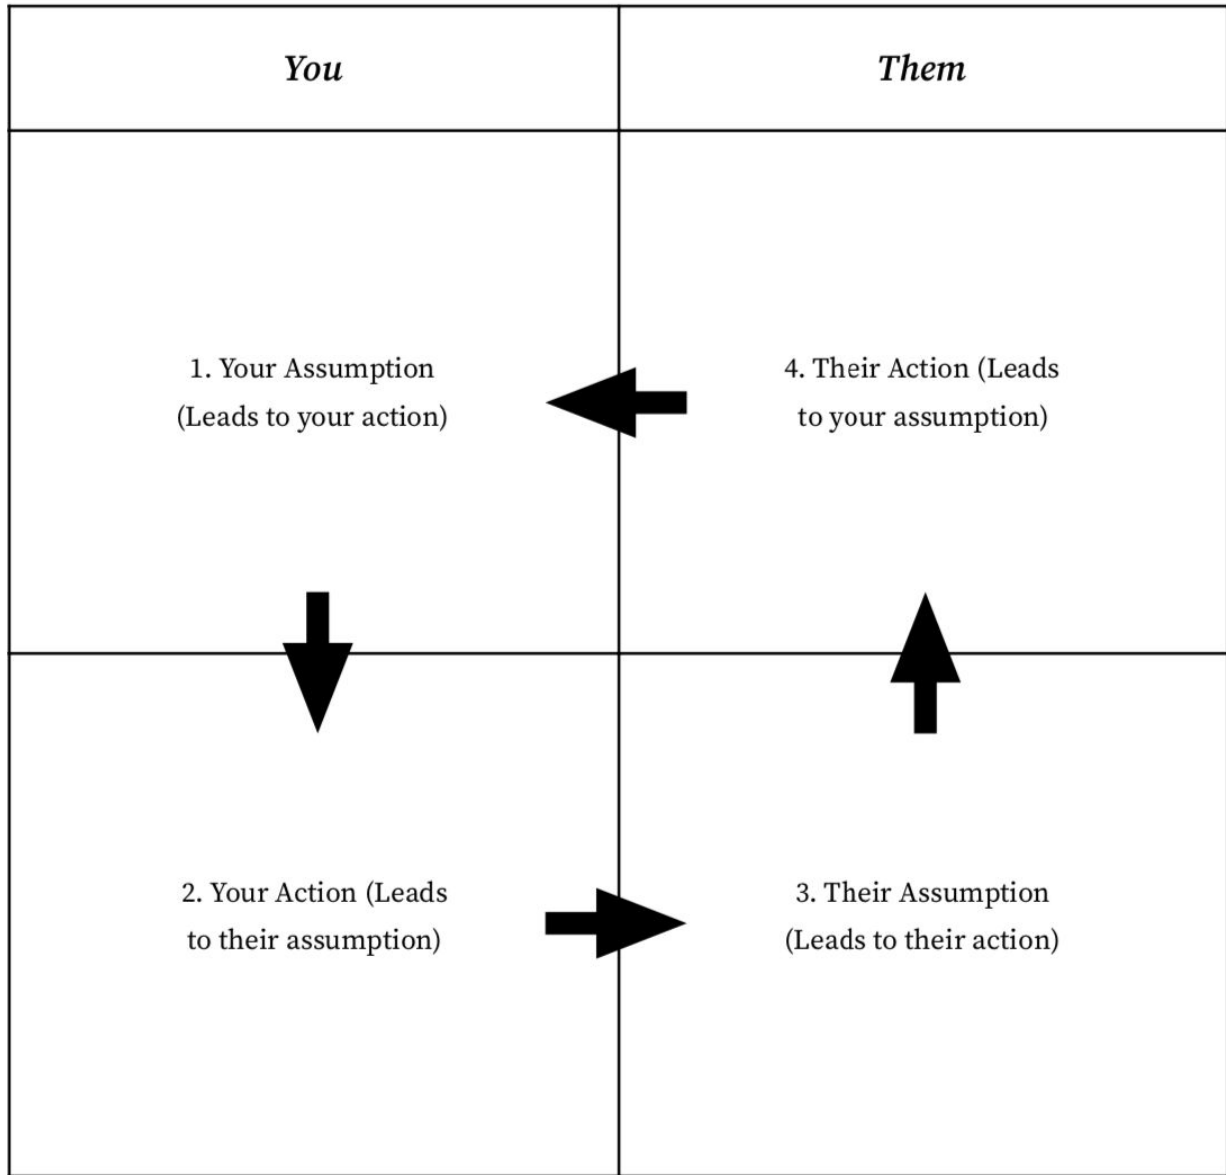 You
Them
1. Your Assumption
(Leads to your action)
4. Their Action (Leads
to your assumption)
2. Your Action (Leads
to their assumption)
3. Their Assumption
(Leads to their action)